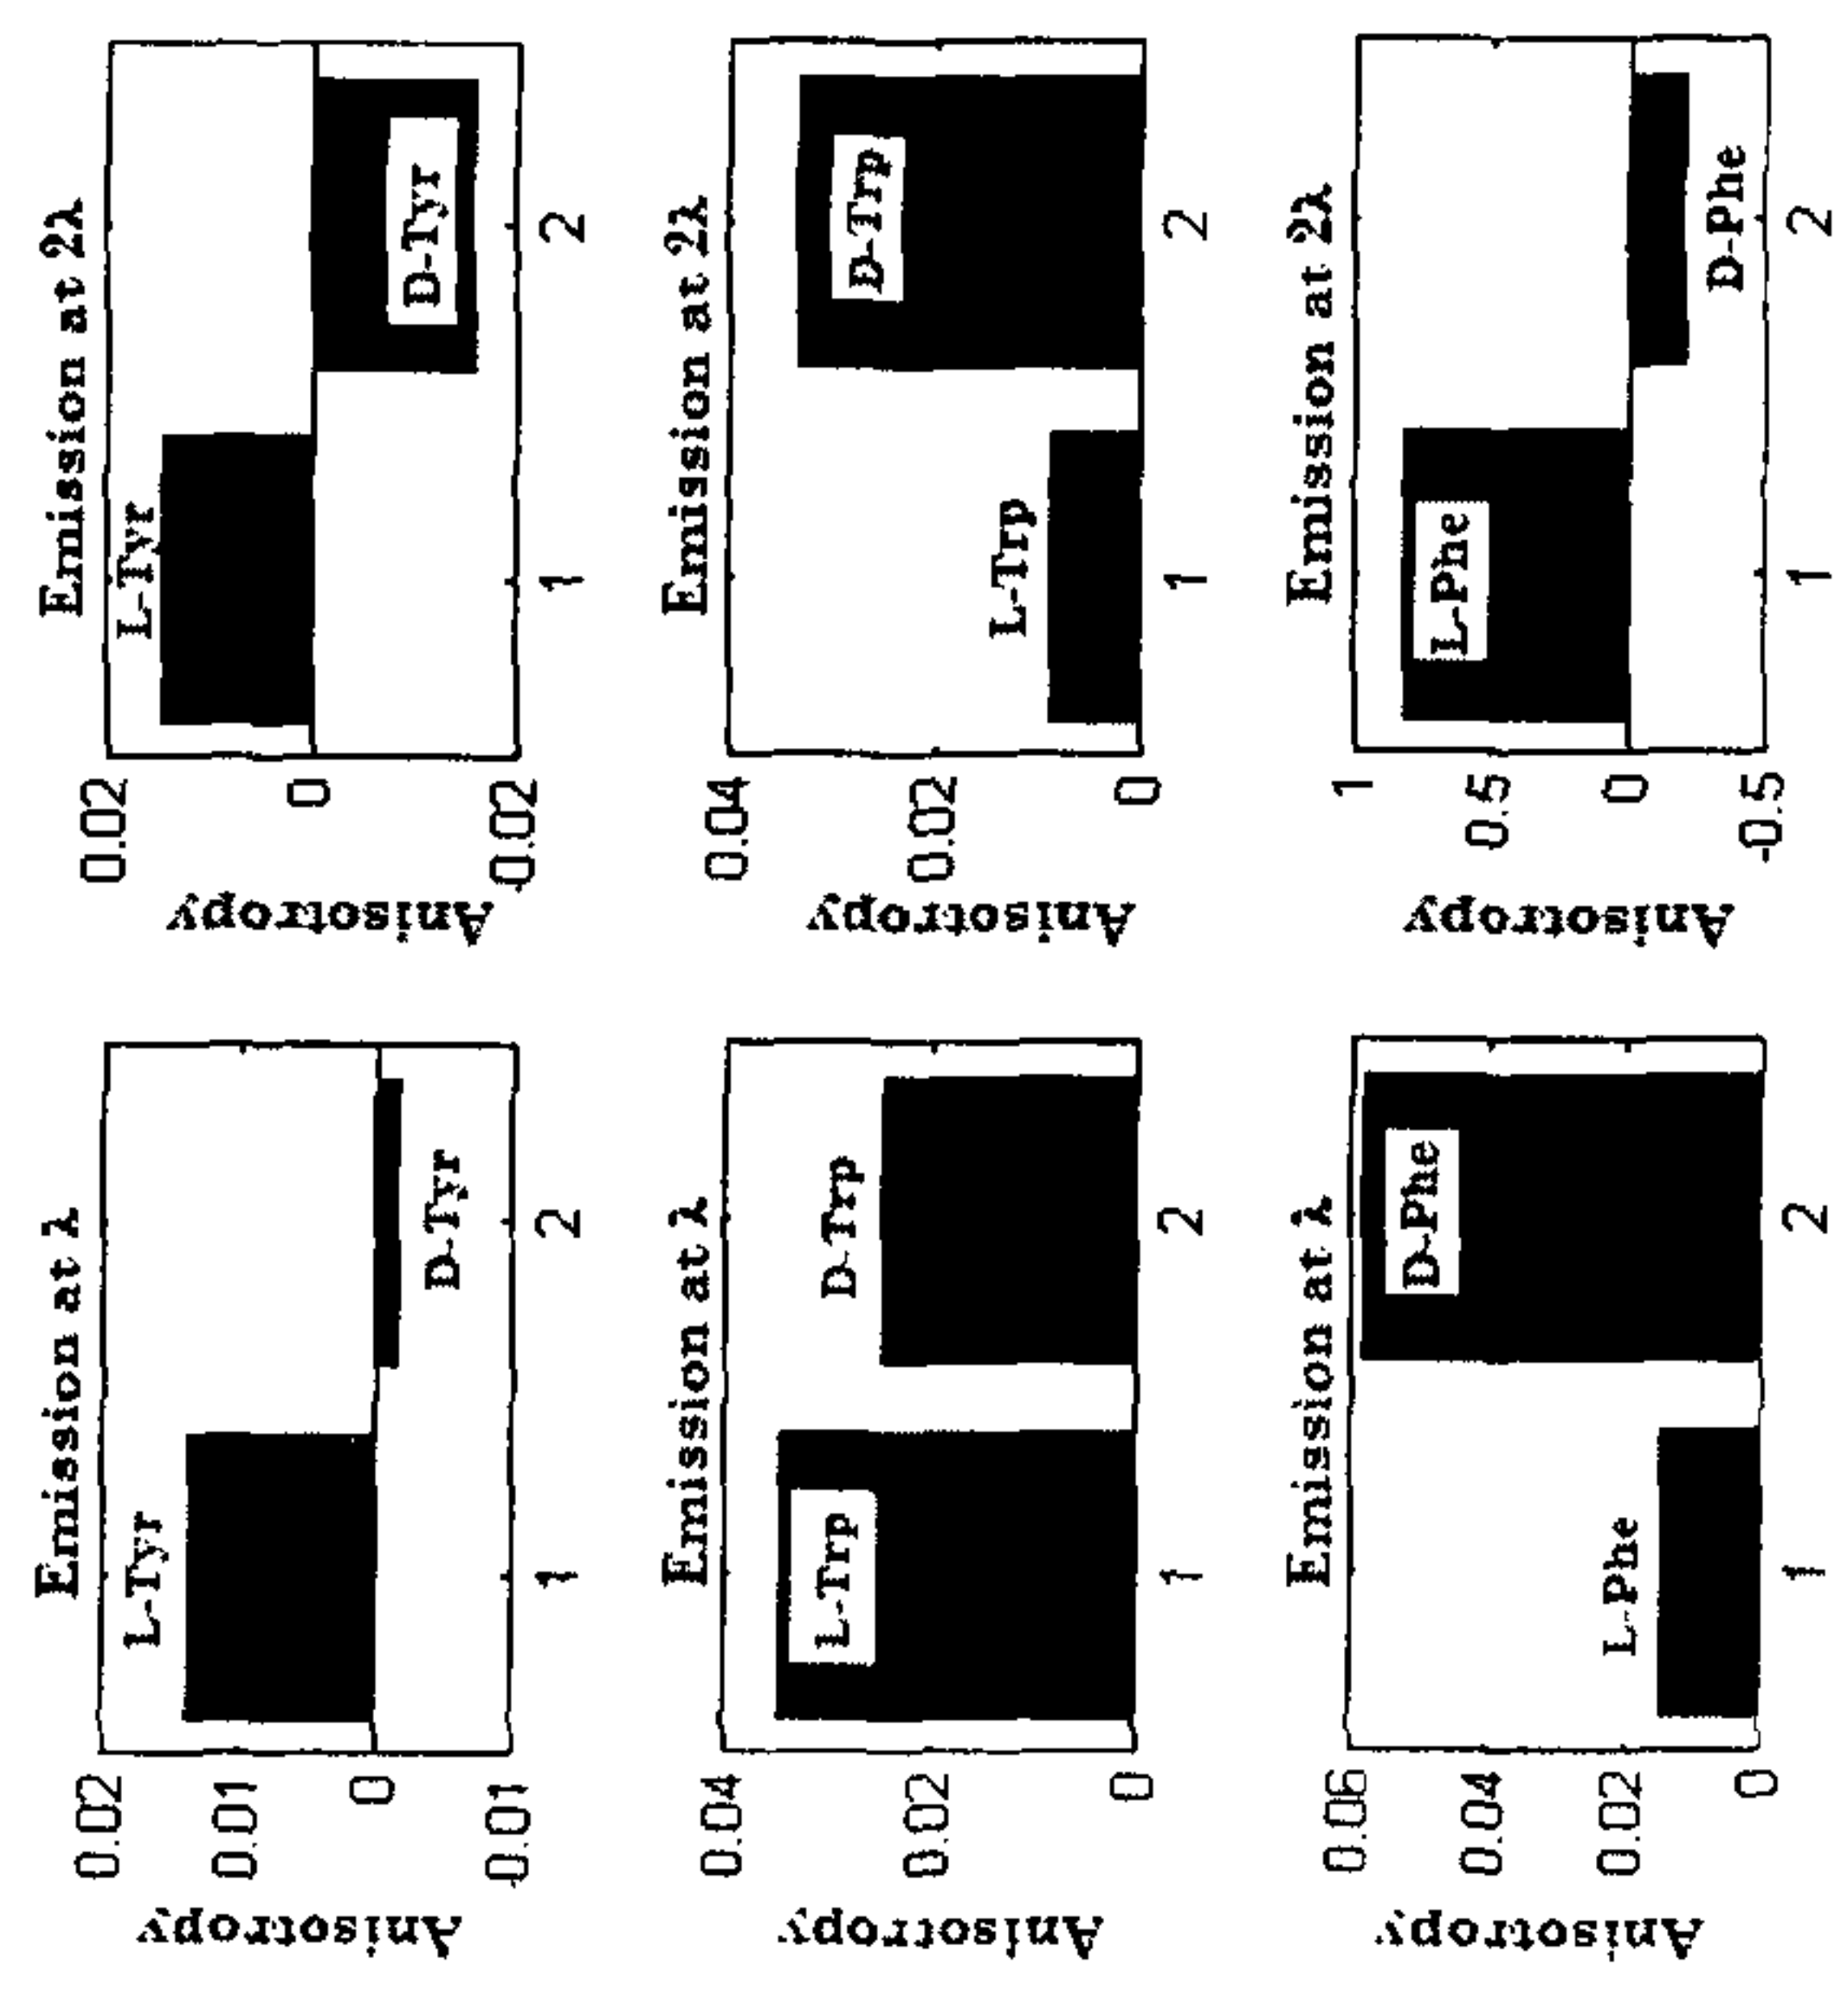 Emission at λ
Anisotropy
0.02
0.01
0
-0.01
L-Tyr
D-Tyr
1 2
Emission at 2λ
Anisotropy
0.02
0
-0.02
L-Tyr
D-Tyr
1 2
Emission at λ
Anisotropy
0.04
0.02
0
L-Trp
D-Trp
1 2
Emission at 2λ
Anisotropy
0.04
0.02
0
L-Trp
D-Trp
1 2
Emission at λ
Anisotropy
0.06
0.04
0.02
0
L-Phe
D-Phe
1 2
Emission at 2λ
Anisotropy
1
0.5
0
-0.5
L-Phe
D-Phe
1 2